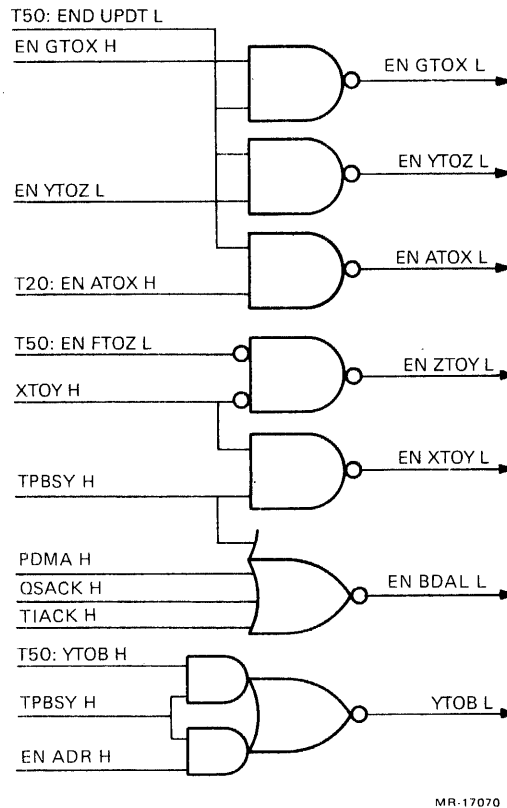 T50: END UPDT L
EN GTOX H
EN GTOX L
EN YTOZ L
EN YTOZ L
EN ATOX L
T20: EN ATOX H
T50: EN FTOZ L
EN ZTOY L
XTOY H
EN XTOY L
TPBSY H
PDMA H
QSACK H
EN BDAL L
TIACK H
T50: YTOB H
TPBSY H
YTOB L
EN ADR H
MR-17070